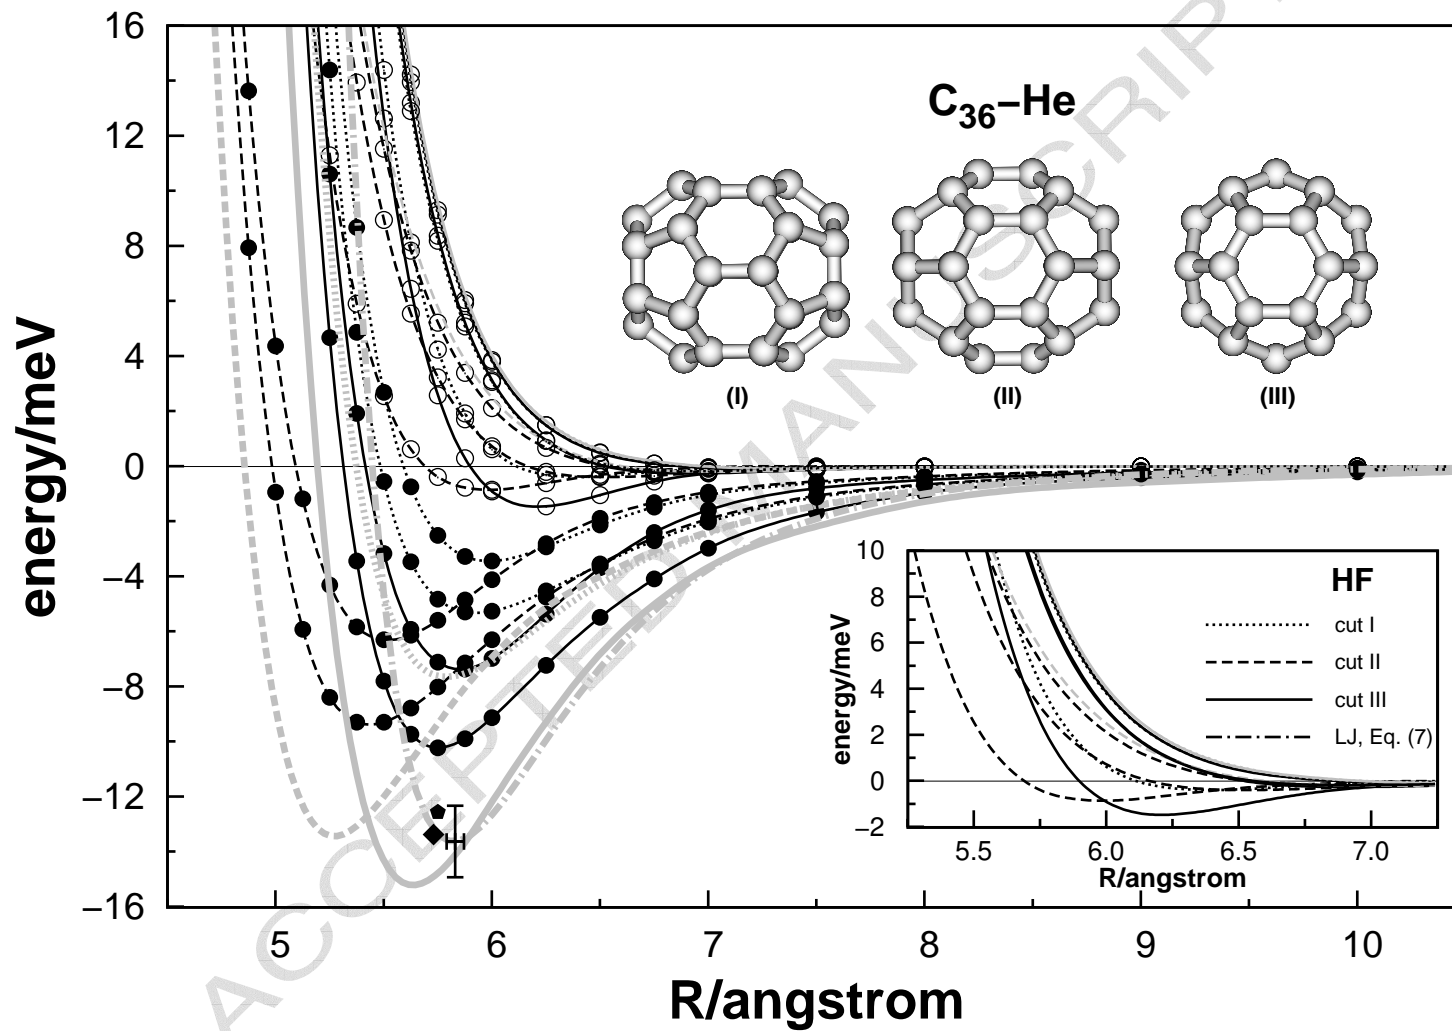 16
12
8
4
0
−4
−8
−12
−16
energy/meV
5
6
7
8
9
10
R/angstrom
C36−He
(I)
(II)
(III)
ACCEPTED MANUSCRIPT
10
8
6
4
2
0
−2
energy/meV
5.5
6.0
6.5
7.0
R/angstrom
HF
cut I
cut II
cut III
LJ, Eq. (7)